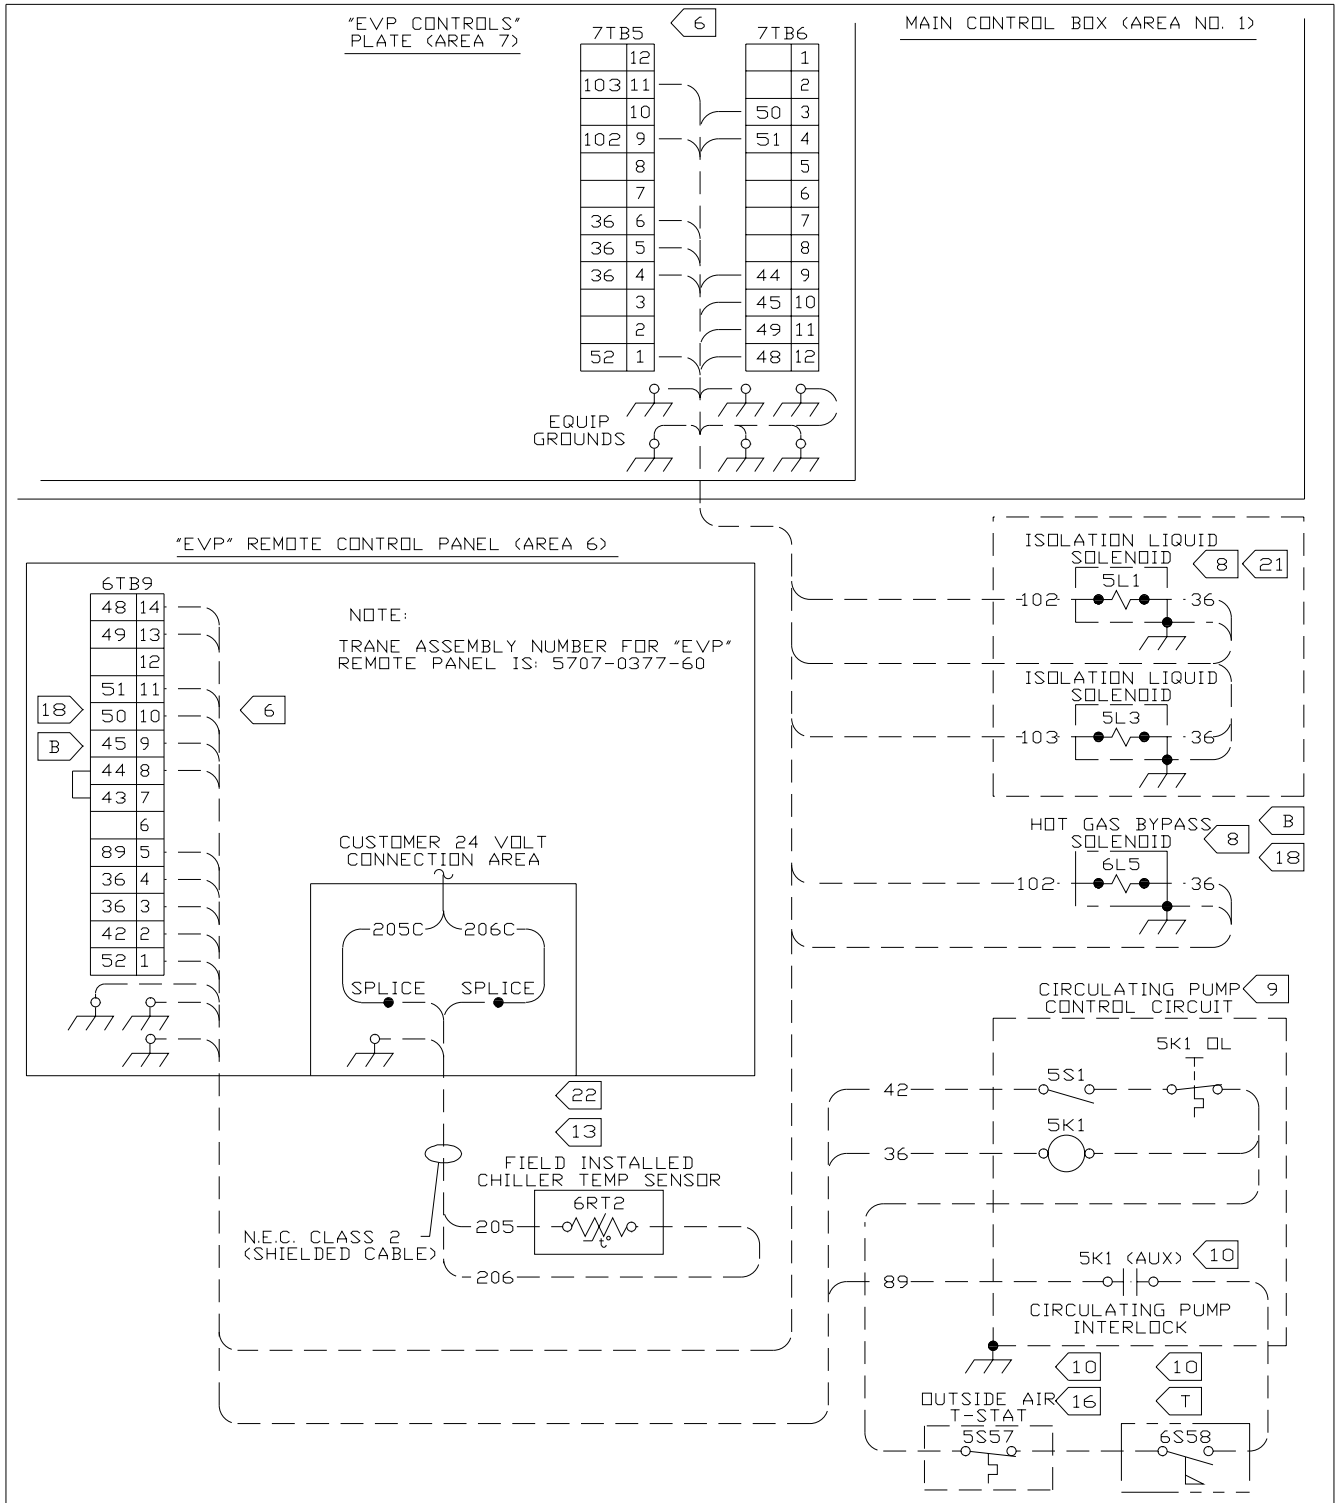 "EVP CONTROLS"
PLATE (AREA 7)
6
MAIN CONTROL BOX (AREA NO. 1)
7TB5
7TB6
12
1
103 11
2
10
50 3
102 9
51 4
8
5
7
6
36 6
7
36 5
8
36 4
44 9
3
45 10
2
49 11
52 1
48 12
EQUIP
GROUNDS
"EVP" REMOTE CONTROL PANEL (AREA 6)
6TB9
48 14
49 13
12
51 11
50 10
45 9
44 8
43 7
6
89 5
36 4
36 3
42 2
52 1
18
B
6
NOTE:
TRANE ASSEMBLY NUMBER FOR "EVP"
REMOTE PANEL IS: 5707-0377-60
CUSTOMER 24 VOLT
CONNECTION AREA
205C
206C
SPLICE
SPLICE
22
13
FIELD INSTALLED
CHILLER TEMP SENSOR
6RT2
t°
205
206
N.E.C. CLASS 2
(SHIELDED CABLE)
ISOLATION LIQUID
SOLENOID
8
21
5L1
102
36
ISOLATION LIQUID
SOLENOID
5L3
103
36
HOT GAS BYPASS
SOLENOID
8
B
18
6L5
102
36
CIRCULATING PUMP
CONTROL CIRCUIT
9
5K1 OL
42
5S1
5K1
36
89
5K1 (AUX)
10
CIRCULATING PUMP
INTERLOCK
10
10
OUTSIDE AIR
T-STAT
16
T
5S57
6S58